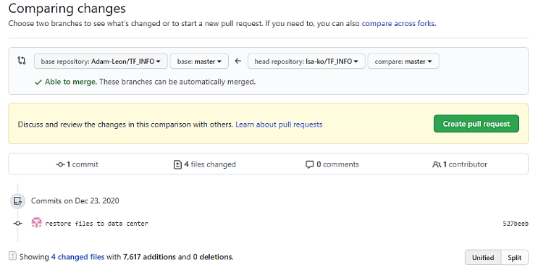 Comparing changes
Choose two branches to see what's changed or to start a new pull request. If you need to, you can also compare across forks.
base repository: Adam-Leon/TF_INFO base: master head repository: Isa-ko/TF_INFO compare: master
Able to merge. These branches can be automatically merged.
Discuss and review the changes in this comparison with others. Learn about pull requests Create pull request
1 commit 4 files changed 0 comments 1 contributor
Commits on Dec 23, 2020
restore files to data center 527beeb
Showing 4 changed files with 7,617 additions and 0 deletions. Unified Split